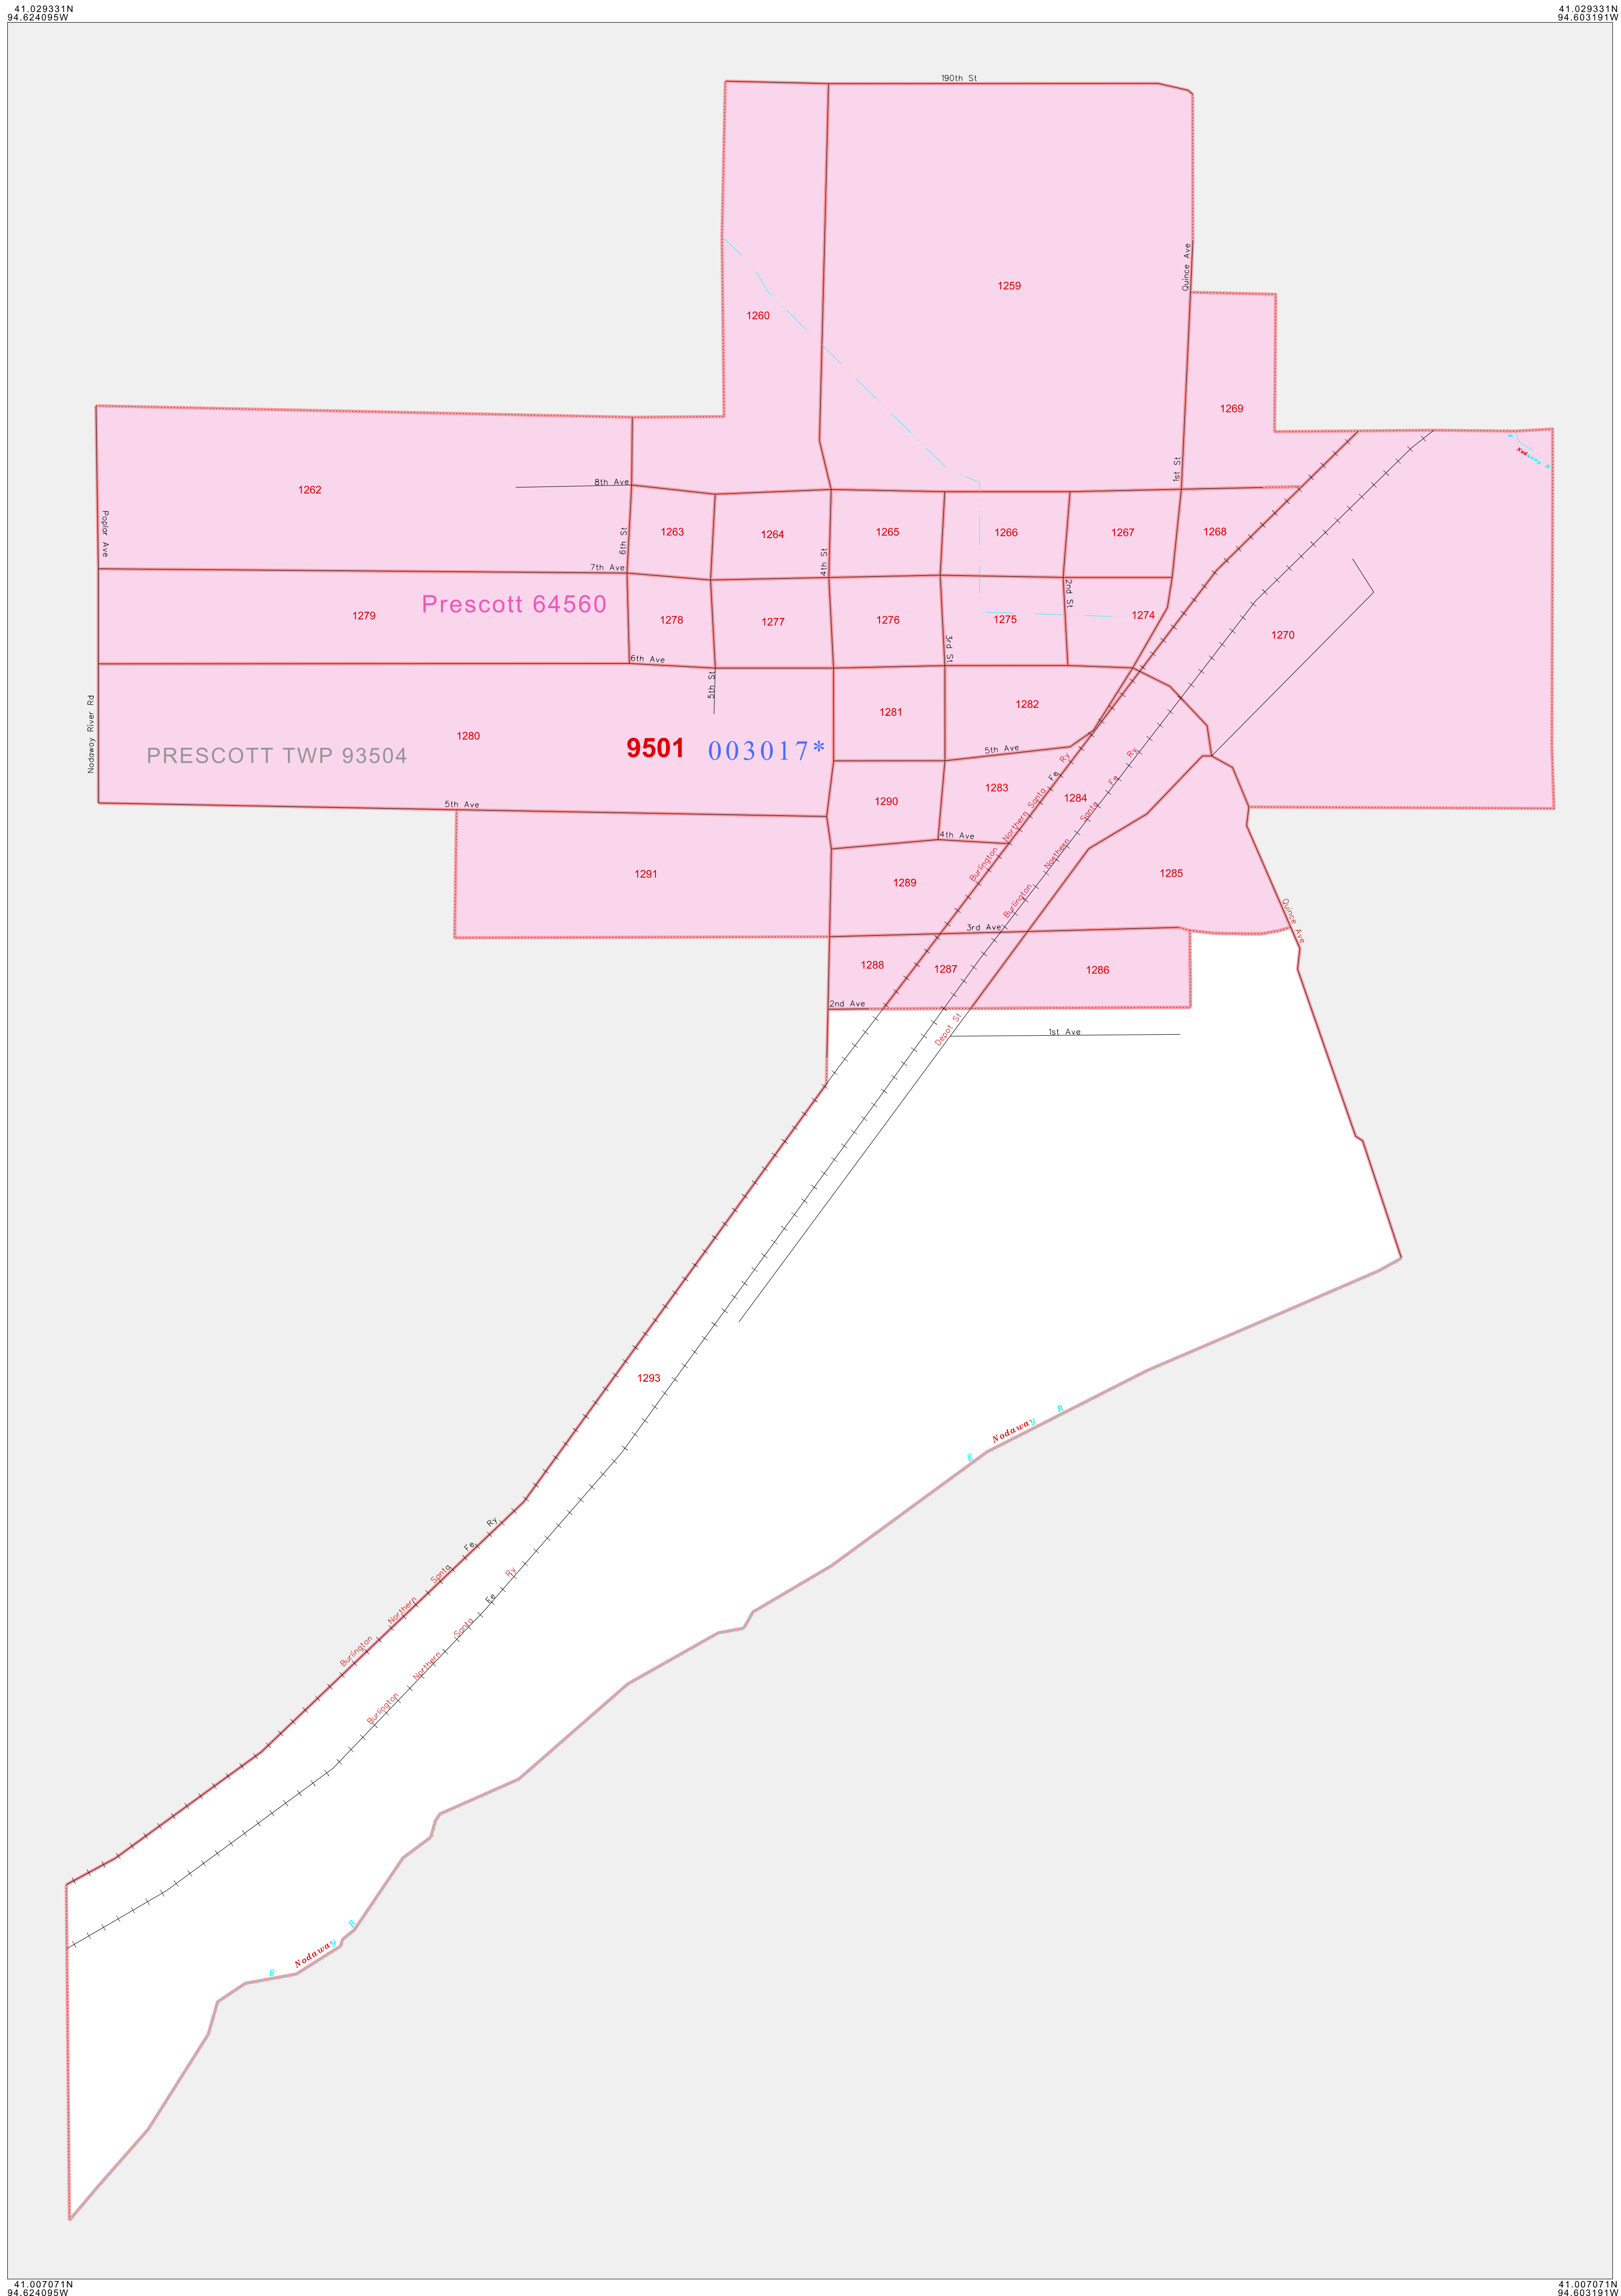 41.029331N
94.624095W
41.029331N
94.603191W
190th St
Quince Ave
1259
1260
1269
1st St
E Nodaway R
8th Ave
1262
Poplar Ave
6th St
1263
1264
4th St
1265
1266
1267
1268
7th Ave
2nd St
Prescott 64560
1279
1278
1277
1276
1275
1274
1270
3rd St
6th Ave
5th St
1281
1282
Nodaway River Rd
1280
PRESCOTT TWP 93504
9501
003017*
5th Ave
Burlington Northern Santa Fe Ry
Burlington Northern Santa Fe Ry
1283
1284
1290
5th Ave
4th Ave
1291
1289
1285
Quince Ave
3rd Ave
1288
1287
1286
2nd Ave
Depot St
1st Ave
1293
E Nodaway R
Burlington Northern Santa Fe Ry
Burlington Northern Santa Fe Ry
E Nodaway R
41.007071N
94.624095W
41.007071N
94.603191W